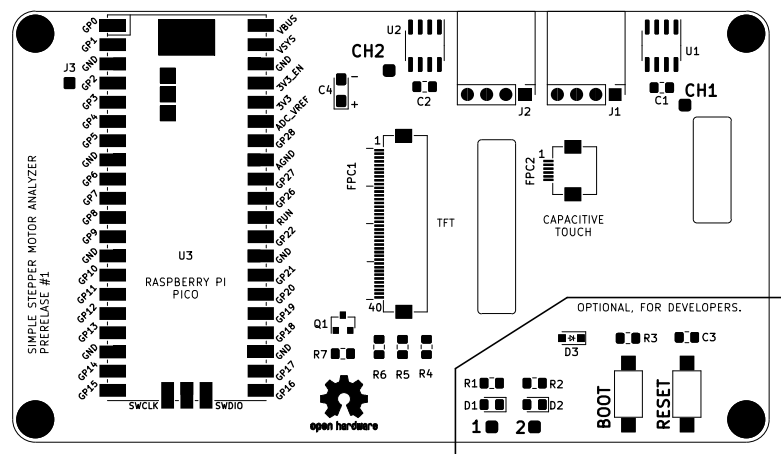 GP0
GP1
GND
GP2
GP3
GP4
GP5
GND
GP6
GP7
GP8
GP9
GND
GP10
GP11
GP12
GP13
GND
GP14
GP15
J3
SIMPLE STEPPER MOTOR ANALYZER
PRERELASE #1
U3
RASPBERRY PI
PICO
SWCLK
SWDIO
VBUS
VSYS
GND
3V3_EN
3V3
ADC_VREF
GP28
AGND
GP27
GP26
RUN
GP22
GND
GP21
GP20
GP19
GP18
GND
GP17
GP16
U2
CH2
C4
-
+
C2
J2
J1
U1
C1
CH1
FPC1
1
40
TFT
FPC2
1
CAPACITIVE
TOUCH
Q1
R7
R6
R5
R4
open hardware
OPTIONAL, FOR DEVELOPERS.
D3
R3
C3
R1
R2
D1
D2
1
2
BOOT
RESET